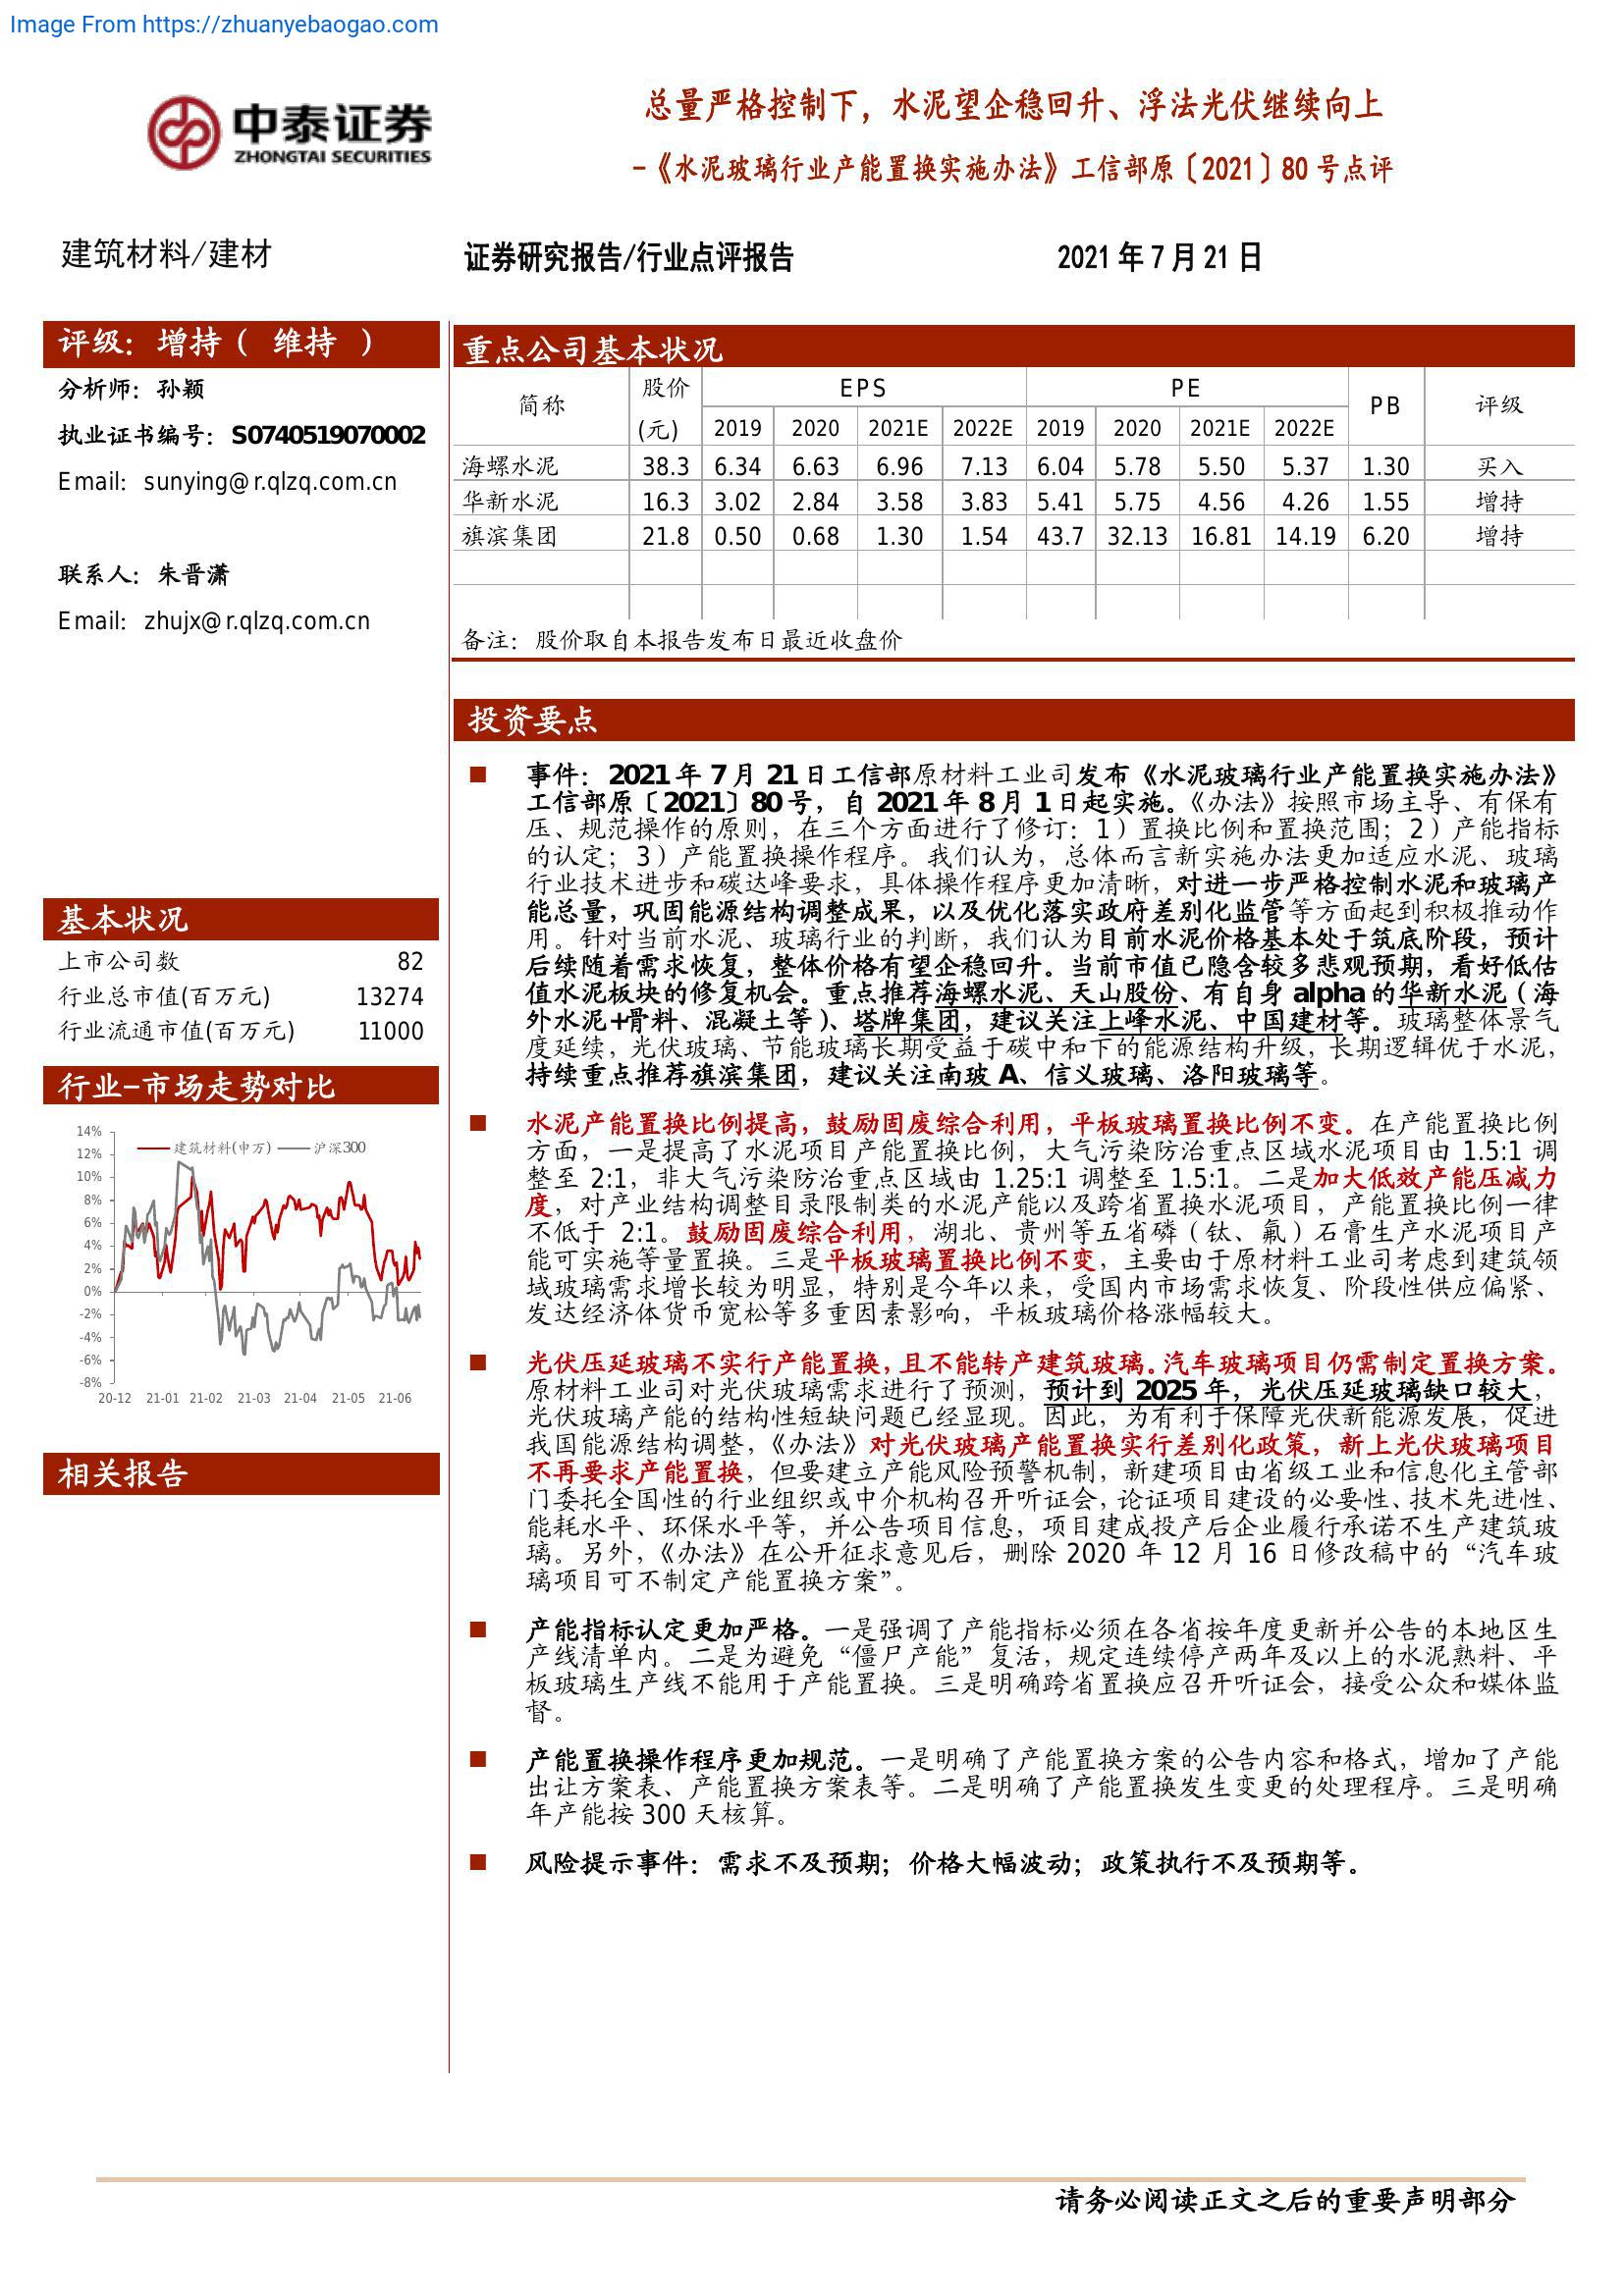 Image From https://zhuanyebaogao.com
中泰证券
ZHONGTAI SECURITIES
总量严格控制下，水泥望企稳回升、浮法光伏继续向上
-《水泥玻璃行业产能置换实施办法》工信部原〔2021〕80 号点评
建筑材料/建材
证券研究报告/行业点评报告
2021 年 7 月 21 日
评级：增持（ 维持 ）
分析师：孙颖
执业证书编号：S0740519070002
Email：sunying@r.qlzq.com.cn
联系人：朱晋潇
Email：zhujx@r.qlzq.com.cn
基本状况
上市公司数 82
行业总市值(百万元) 13274
行业流通市值(百万元) 11000
行业-市场走势对比
建筑材料(申万) 沪深300
14%
12%
10%
8%
6%
4%
2%
0%
-2%
-4%
-6%
-8%
20-12 21-01 21-02 21-03 21-04 21-05 21-06
相关报告
重点公司基本状况
简称 股价(元) EPS PE PB 评级
2019 2020 2021E 2022E 2019 2020 2021E 2022E
海螺水泥 38.3 6.34 6.63 6.96 7.13 6.04 5.78 5.50 5.37 1.30 买入
华新水泥 16.3 3.02 2.84 3.58 3.83 5.41 5.75 4.56 4.26 1.55 增持
旗滨集团 21.8 0.50 0.68 1.30 1.54 43.7 32.13 16.81 14.19 6.20 增持
备注：股价取自本报告发布日最近收盘价
投资要点
事件：2021 年 7 月 21 日工信部原材料工业司发布《水泥玻璃行业产能置换实施办法》
工信部原〔2021〕80 号，自 2021 年 8 月 1 日起实施。《办法》按照市场主导、有保有
压、规范操作的原则，在三个方面进行了修订：1）置换比例和置换范围；2）产能指标
的认定；3）产能置换操作程序。我们认为，总体而言新实施办法更加适应水泥、玻璃
行业技术进步和碳达峰要求，具体操作程序更加清晰，对进一步严格控制水泥和玻璃产
能总量，巩固能源结构调整成果，以及优化落实政府差别化监管等方面起到积极推动作
用。针对当前水泥、玻璃行业的判断，我们认为目前水泥价格基本处于筑底阶段，预计
后续随着需求恢复，整体价格有望企稳回升。当前市值已隐含较多悲观预期，看好低估
值水泥板块的修复机会。重点推荐海螺水泥、天山股份、有自身 alpha 的华新水泥（海
外水泥+骨料、混凝土等）、塔牌集团，建议关注上峰水泥、中国建材等。玻璃整体景气
度延续，光伏玻璃、节能玻璃长期受益于碳中和下的能源结构升级，长期逻辑优于水泥，
持续重点推荐旗滨集团，建议关注南玻 A、信义玻璃、洛阳玻璃等。
水泥产能置换比例提高，鼓励固废综合利用，平板玻璃置换比例不变。在产能置换比例
方面，一是提高了水泥项目产能置换比例，大气污染防治重点区域水泥项目由 1.5:1 调
整至 2:1，非大气污染防治重点区域由 1.25:1 调整至 1.5:1。二是加大低效产能压减力
度，对产业结构调整目录限制类的水泥产能以及跨省置换水泥项目，产能置换比例一律
不低于 2:1。鼓励固废综合利用，湖北、贵州等五省磷（钛、氟）石膏生产水泥项目产
能可实施等量置换。三是平板玻璃置换比例不变，主要由于原材料工业司考虑到建筑领
域玻璃需求增长较为明显，特别是今年以来，受国内市场需求恢复、阶段性供应偏紧、
发达经济体货币宽松等多重因素影响，平板玻璃价格涨幅较大。
光伏压延玻璃不实行产能置换，且不能转产建筑玻璃。汽车玻璃项目仍需制定置换方案。
原材料工业司对光伏玻璃需求进行了预测，预计到 2025 年，光伏压延玻璃缺口较大，
光伏玻璃产能的结构性短缺问题已经显现。因此，为有利于保障光伏新能源发展，促进
我国能源结构调整，《办法》对光伏玻璃产能置换实行差别化政策，新上光伏玻璃项目
不再要求产能置换，但要建立产能风险预警机制，新建项目由省级工业和信息化主管部
门委托全国性的行业组织或中介机构召开听证会，论证项目建设的必要性、技术先进性、
能耗水平、环保水平等，并公告项目信息，项目建成投产后企业履行承诺不生产建筑玻
璃。另外，《办法》在公开征求意见后，删除 2020 年 12 月 16 日修改稿中的“汽车玻
璃项目可不制定产能置换方案”。
产能指标认定更加严格。一是强调了产能指标必须在各省按年度更新并公告的本地区生
产线清单内。二是为避免“僵尸产能”复活，规定连续停产两年及以上的水泥熟料、平
板玻璃生产线不能用于产能置换。三是明确跨省置换应召开听证会，接受公众和媒体监
督。
产能置换操作程序更加规范。一是明确了产能置换方案的公告内容和格式，增加了产能
出让方案表、产能置换方案表等。二是明确了产能置换发生变更的处理程序。三是明确
年产能按 300 天核算。
风险提示事件：需求不及预期；价格大幅波动；政策执行不及预期等。
请务必阅读正文之后的重要声明部分